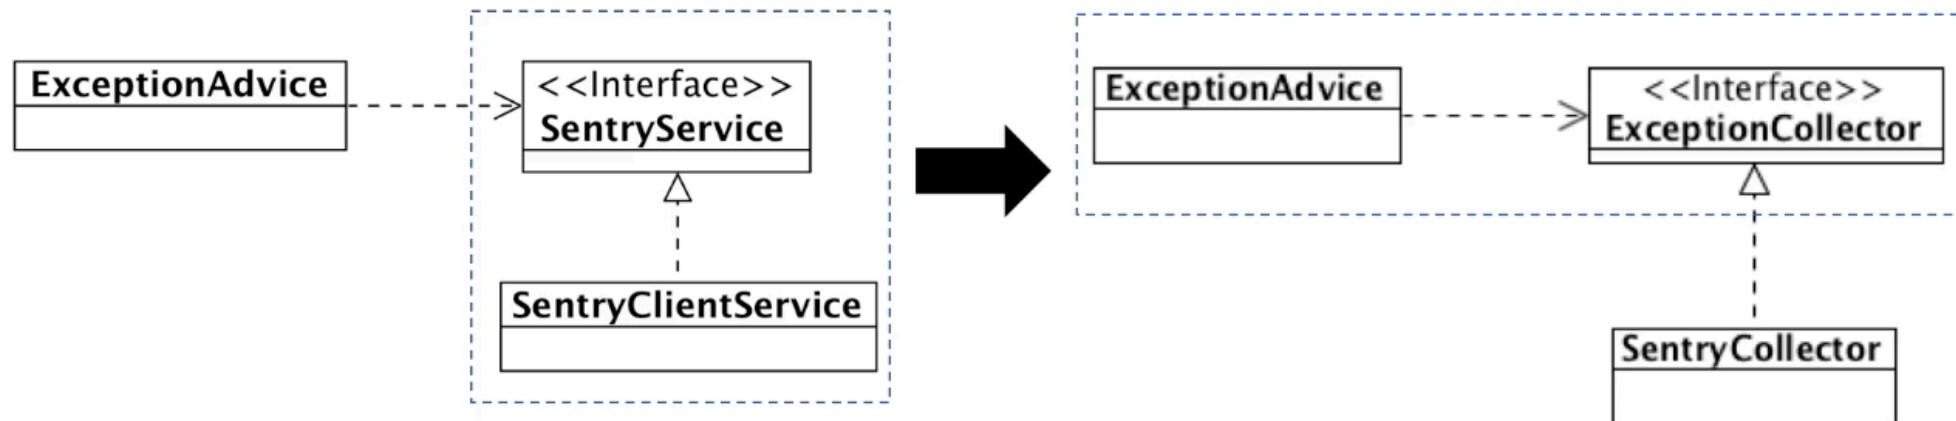 ExceptionAdvice
<<Interface>>
SentryService
SentryClientService
ExceptionAdvice
<<Interface>>
ExceptionCollector
SentryCollector